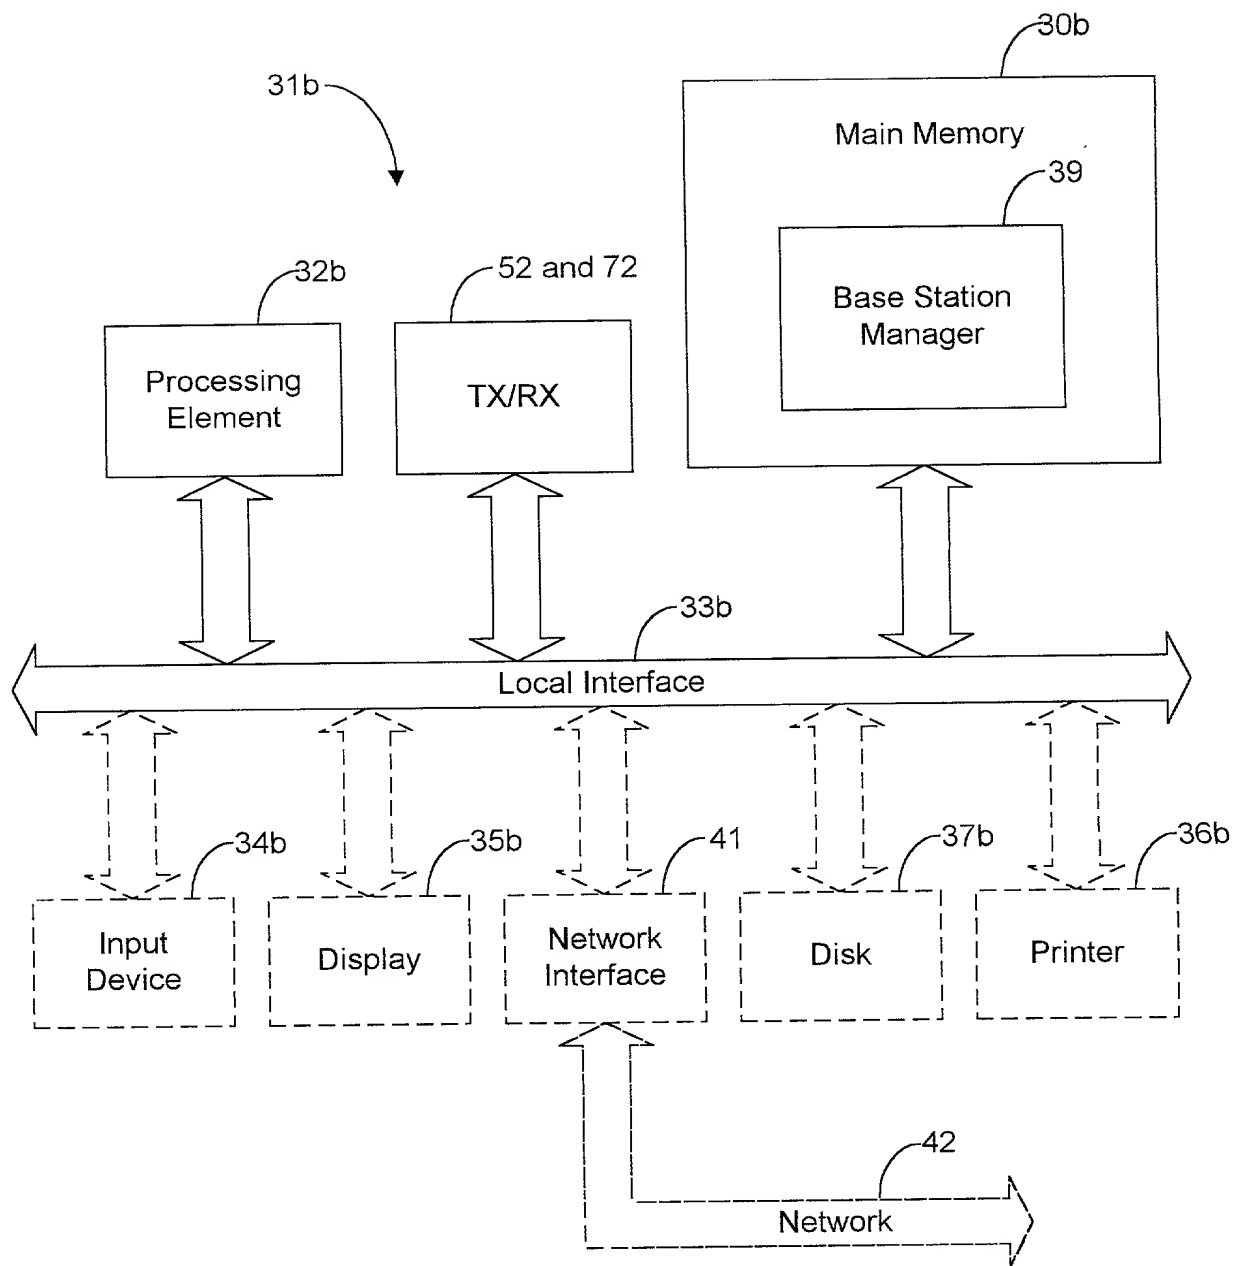 30b
31b
Main Memory
39
32b
52 and 72
Base Station
Manager
Processing
Element
TX/RX
33b
Local Interface
34b
35b
41
37b
36b
Input
Device
Display
Network
Interface
Disk
Printer
42
Network